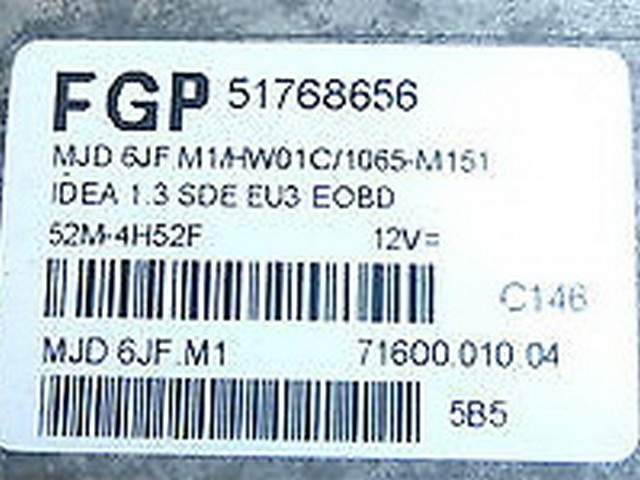 FGP 51768656
MJD 6JF.M1/HW01C/1065-M151
IDEA 1.3 SDE EU3 EOBD
52M-4H52F 12V=
C146
MJD 6JF.M1 71600.010.04
5B5